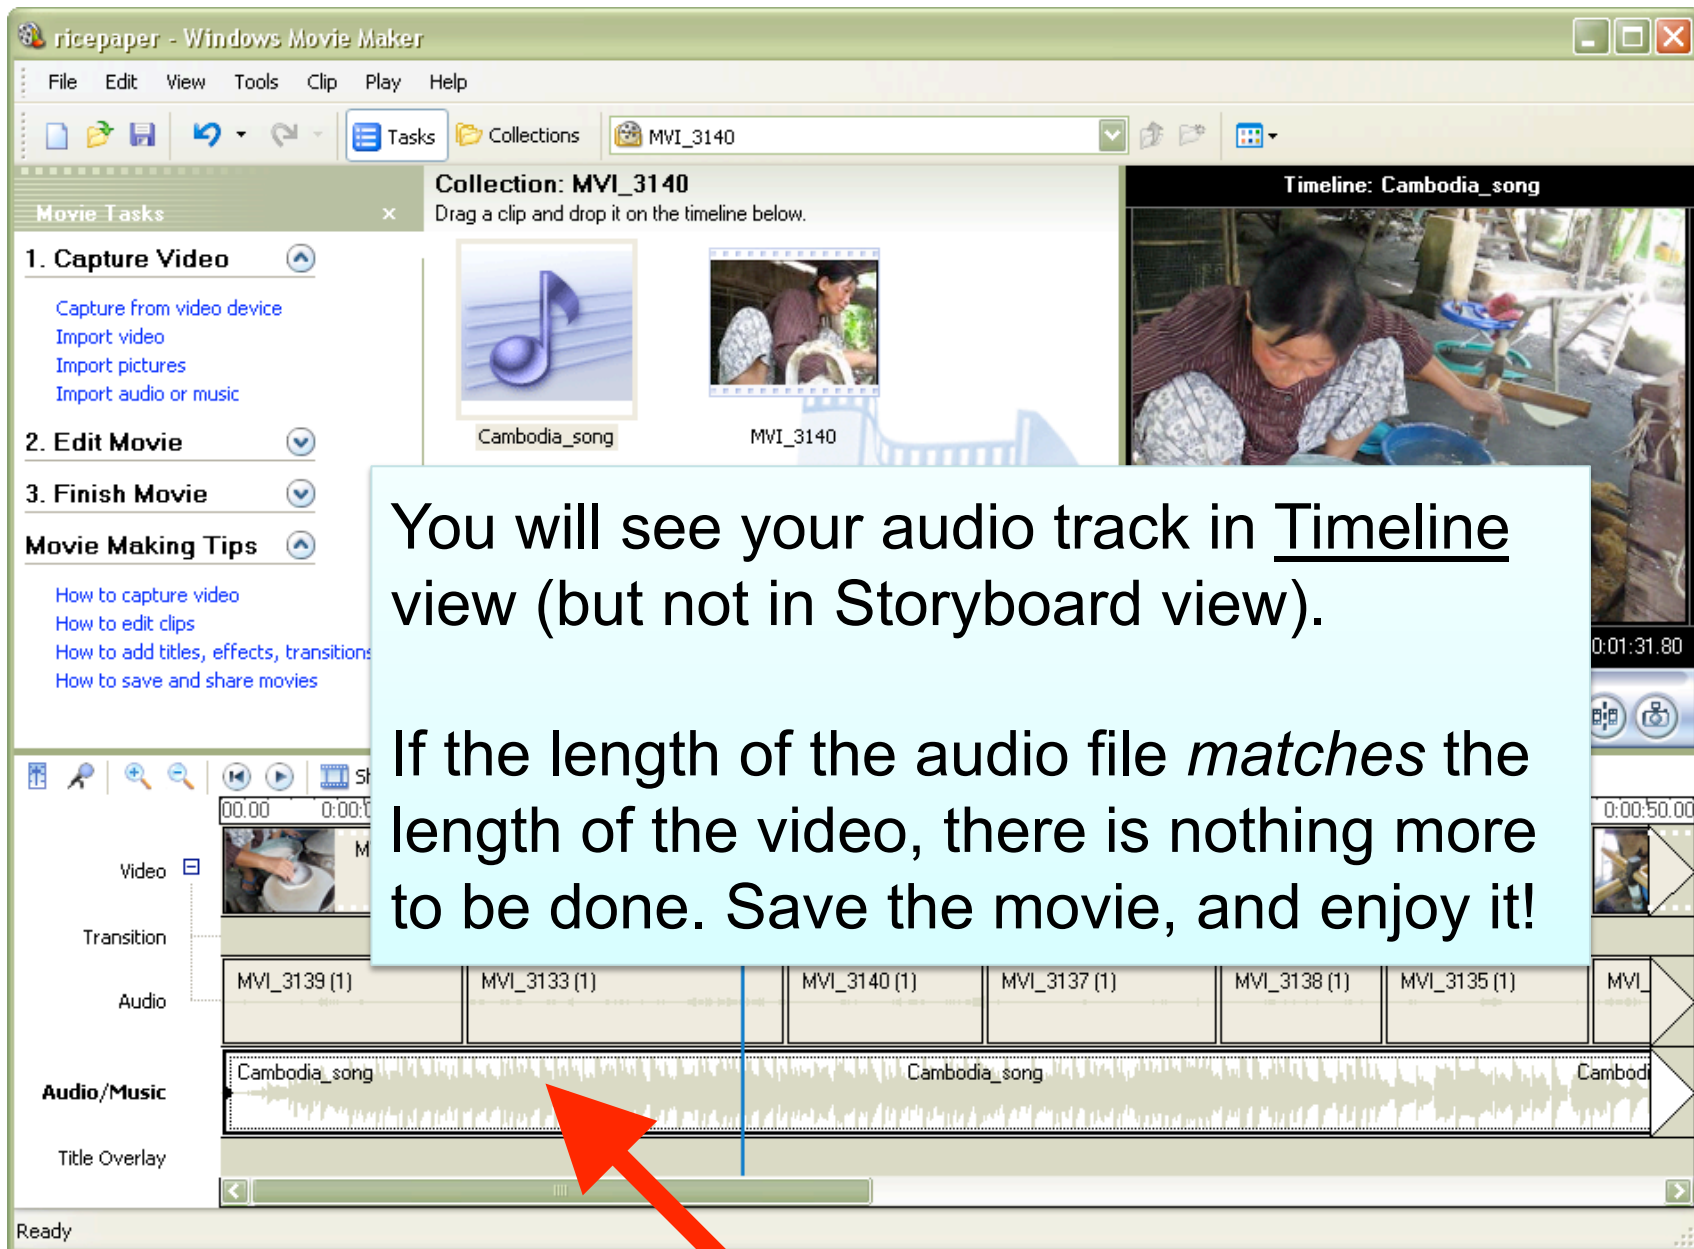 ricepaper - Windows Movie Maker
File Edit View Tools Clip Play Help
Tasks Collections MVI_3140
Movie Tasks
1. Capture Video
Capture from video device
Import video
Import pictures
Import audio or music
2. Edit Movie
3. Finish Movie
Movie Making Tips
How to capture video
How to edit clips
How to add titles, effects, transitions
How to save and share movies
Collection: MVI_3140
Drag a clip and drop it on the timeline below.
Cambodia_song MVI_3140
Timeline: Cambodia_song
0:01:31.80
You will see your audio track in Timeline
view (but not in Storyboard view).
If the length of the audio file matches the
length of the video, there is nothing more
to be done. Save the movie, and enjoy it!
00.00 0:00:50.00
Video
Transition
Audio MVI_3139 (1) MVI_3133 (1) MVI_3140 (1) MVI_3137 (1) MVI_3138 (1) MVI_3135 (1) MVI_
Audio/Music Cambodia_song Cambodia_song Cambodi
Title Overlay
Ready